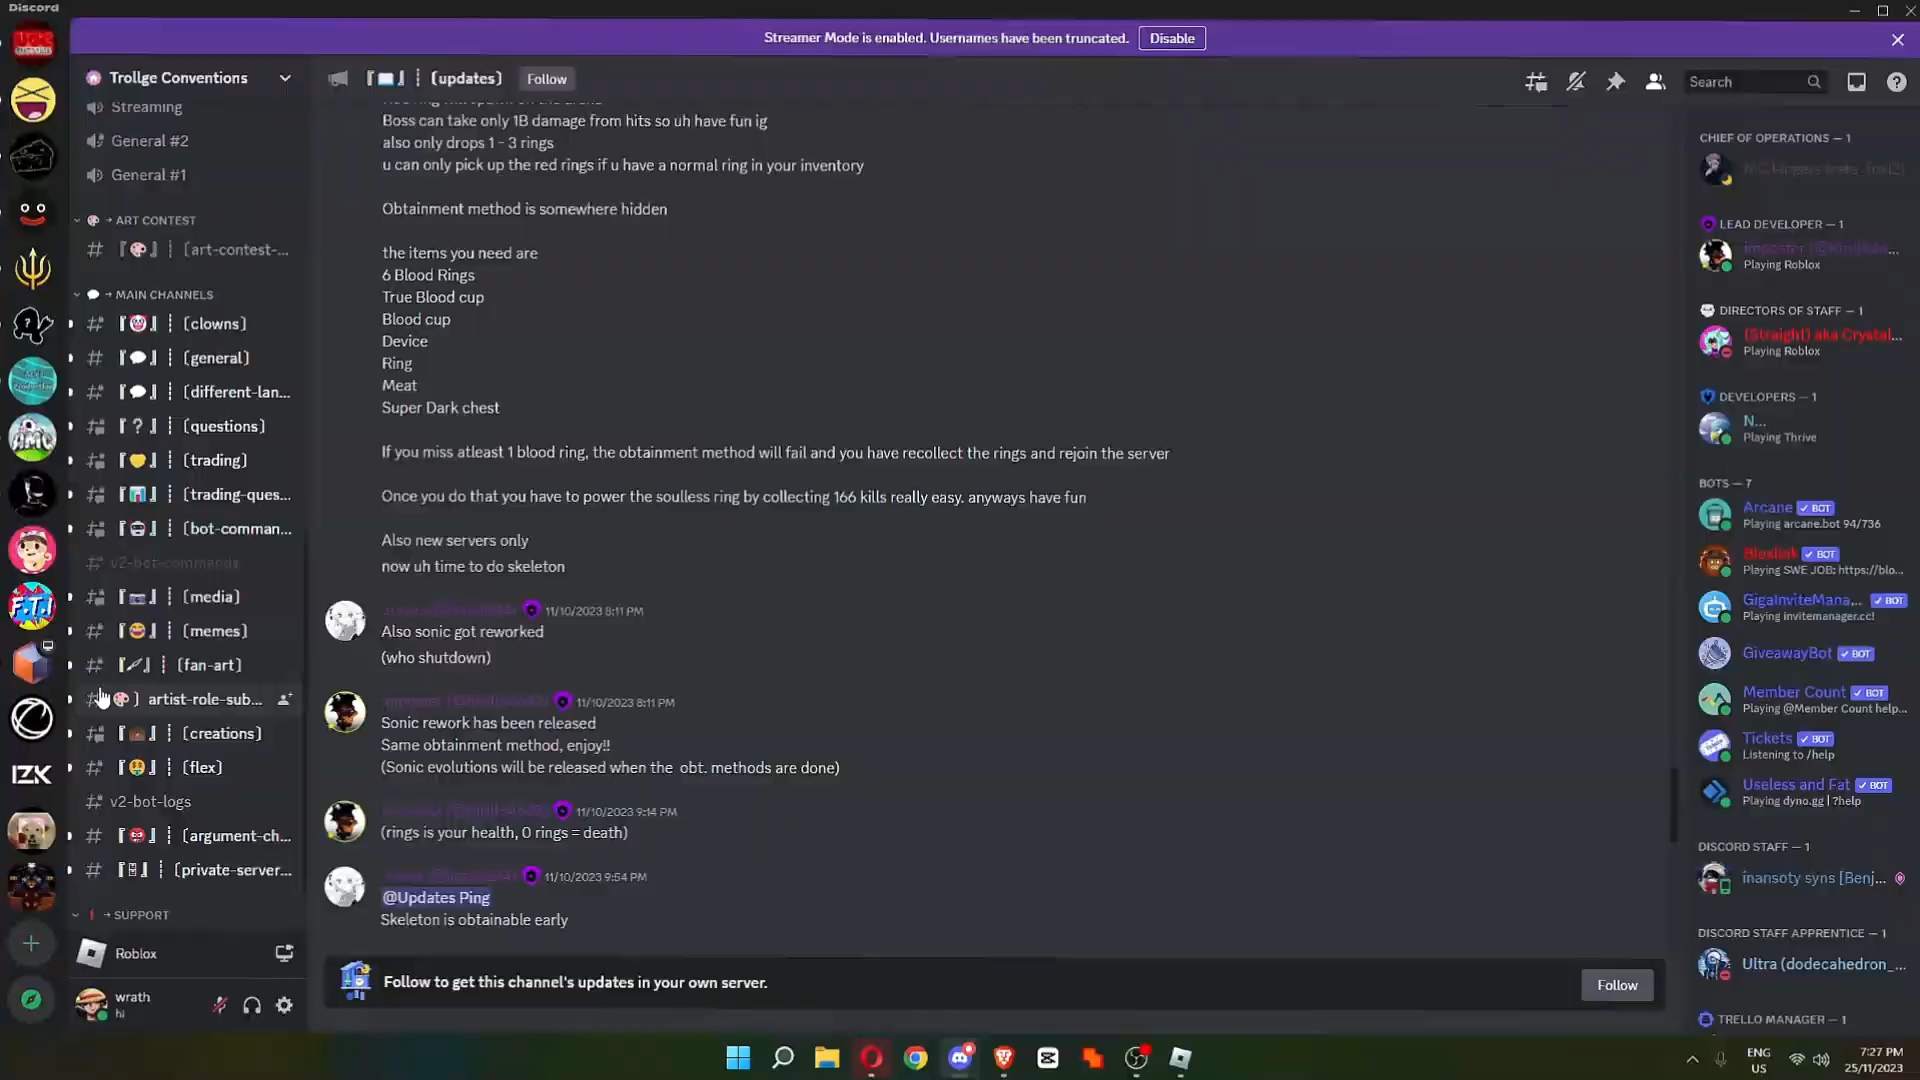 Discord
Streamer Mode is enabled. Usernames have been truncated. Disable
Trollge Conventions
Streaming
General #2
General #1
ART CONTEST
[art-contest-...
MAIN CHANNELS
[clowns]
[general]
[different-lan...
[questions]
[trading]
[trading-ques...
[bot-comman...
v2-bot-commands
[media]
[memes]
[fan-art]
artist-role-sub...
[creations]
[flex]
v2-bot-logs
[argument-ch...
[private-server...
SUPPORT
Roblox
wrath
hi
[updates] Follow
Search
Boss can take only 1B damage from hits so uh have fun ig
also only drops 1 - 3 rings
u can only pick up the red rings if u have a normal ring in your inventory
Obtainment method is somewhere hidden
the items you need are
6 Blood Rings
True Blood cup
Blood cup
Device
Ring
Meat
Super Dark chest
If you miss atleast 1 blood ring, the obtainment method will fail and you have recollect the rings and rejoin the server
Once you do that you have to power the soulless ring by collecting 166 kills really easy. anyways have fun
Also new servers only
now uh time to do skeleton
11/10/2023 8:11 PM
Also sonic got reworked
(who shutdown)
11/10/2023 8:11 PM
Sonic rework has been released
Same obtainment method, enjoy!!
(Sonic evolutions will be released when the obt. methods are done)
11/10/2023 9:14 PM
(rings is your health, 0 rings = death)
11/10/2023 9:54 PM
@Updates Ping
Skeleton is obtainable early
Follow to get this channel's updates in your own server.
Follow
CHIEF OF OPERATIONS — 1
LEAD DEVELOPER — 1
Playing Roblox
DIRECTORS OF STAFF — 1
(Straight) aka Crystal...
Playing Roblox
DEVELOPERS — 1
N...
Playing Thrive
BOTS — 7
Arcane BOT
Playing arcane.bot 94/736
Bloxlink BOT
Playing SWE JOB: https://blo...
GigaInviteMana... BOT
Playing invitemanager.cc!
GiveawayBot BOT
Member Count BOT
Playing @Member Count help...
Tickets BOT
Listening to /help
Useless and Fat BOT
Playing dyno.gg | ?help
DISCORD STAFF — 1
inansoty syns [Benj...
DISCORD STAFF APPRENTICE — 1
Ultra (dodecahedron_...
TRELLO MANAGER — 1
F.T.I
IZK
ENG
US
7:27 PM
25/11/2023